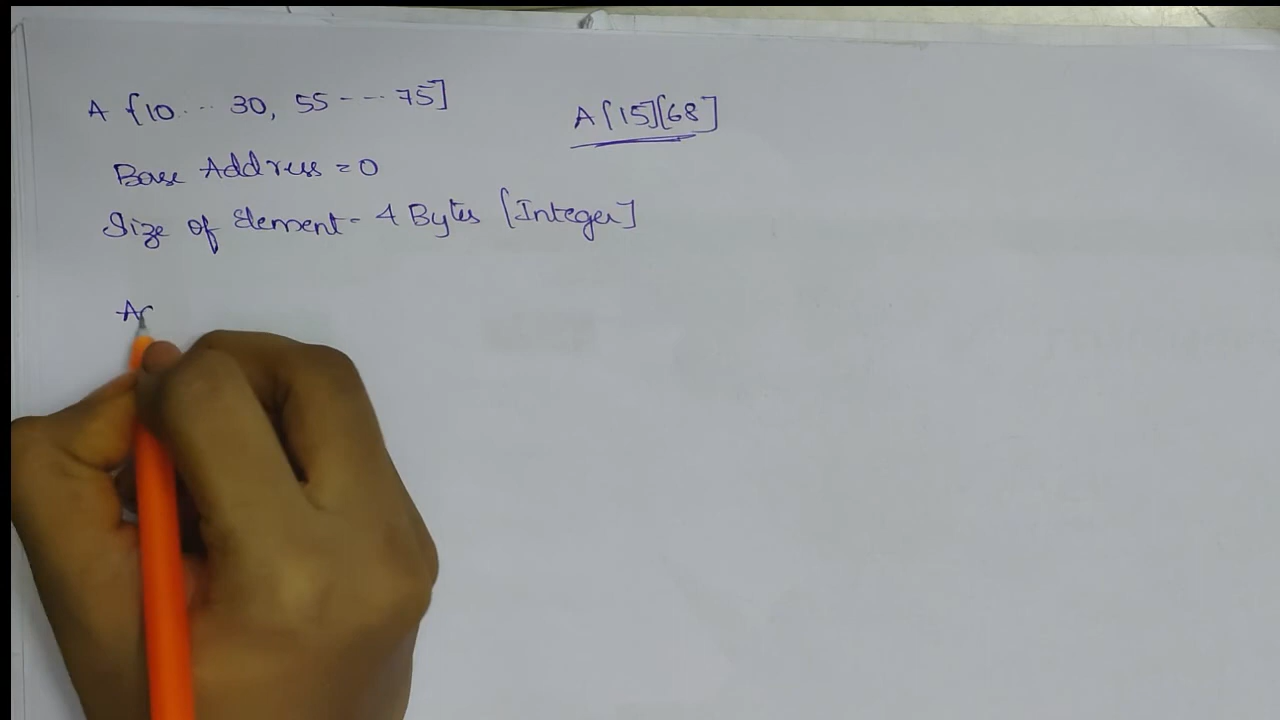 A [10... 30, 55 --- 75]
A[15][68]
Base Address = 0
Size of Element - 4 Bytes [Integer]
A[